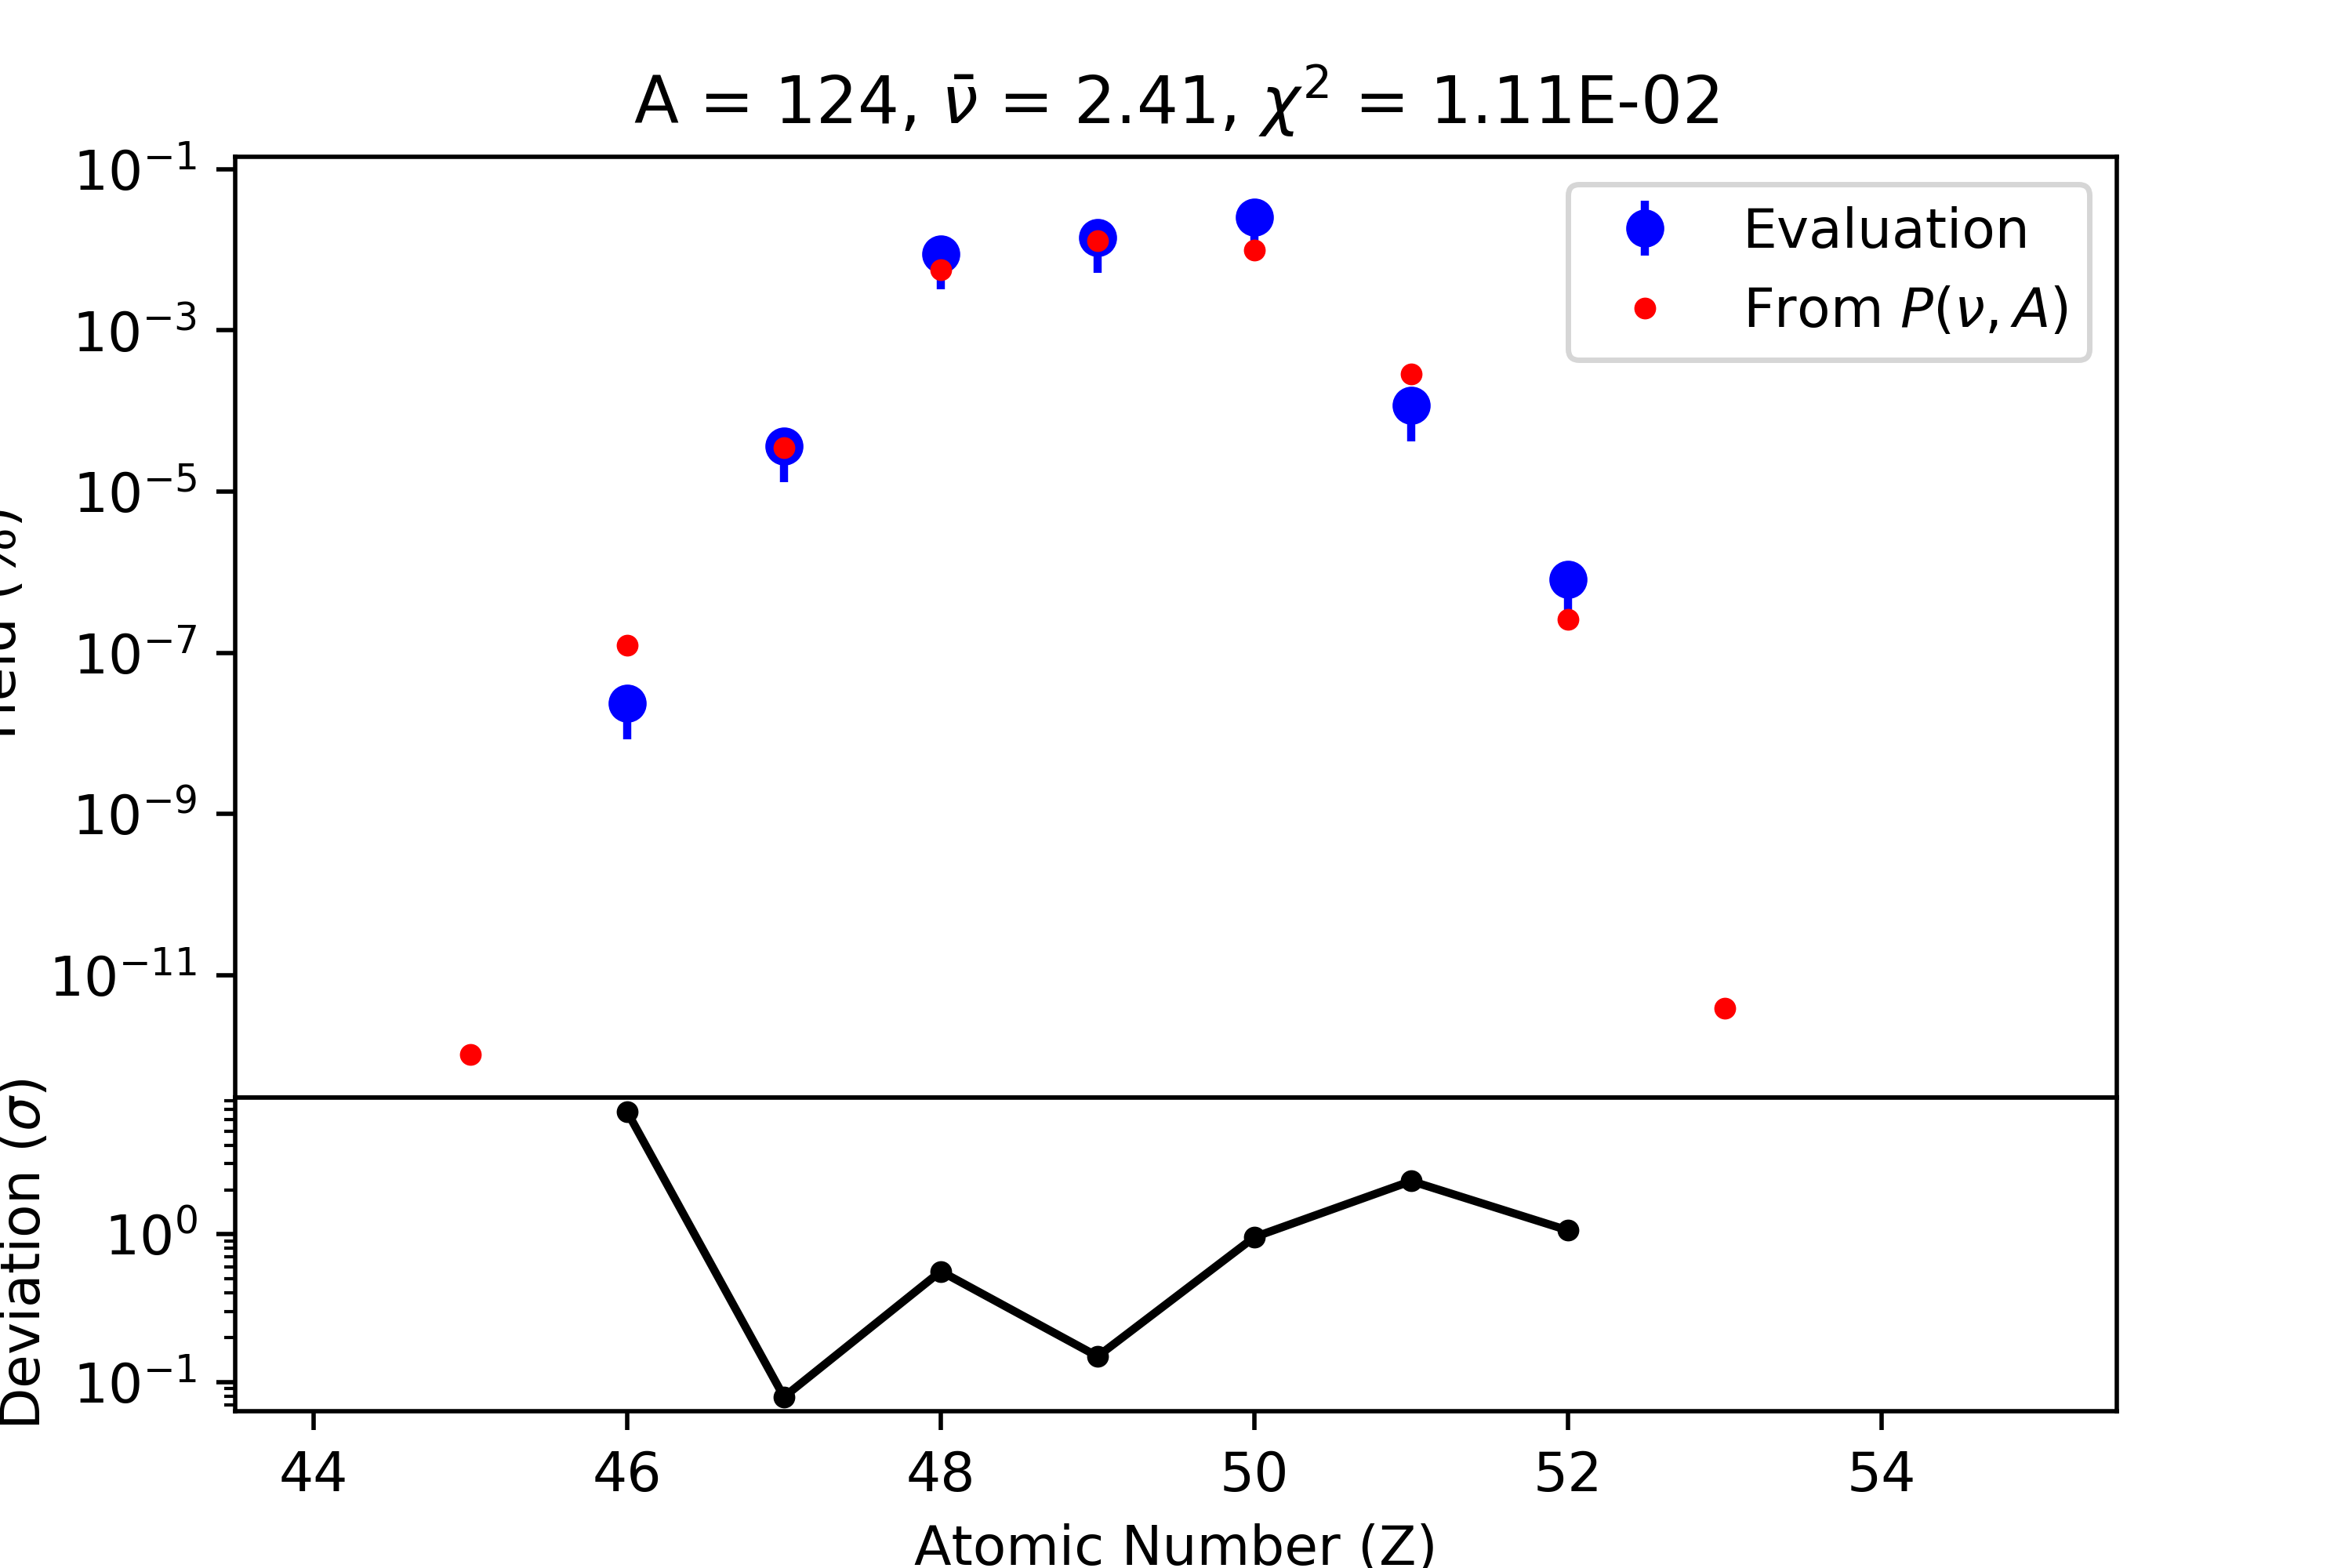 A = 124, ν̄ = 2.41, χ² = 1.11E-02
10⁻¹
10⁻³
10⁻⁵
10⁻⁷
10⁻⁹
10⁻¹¹
Yield (%)
Evaluation
From P(ν, A)
Deviation (σ)
10⁰
10⁻¹
44 46 48 50 52 54
Atomic Number (Z)